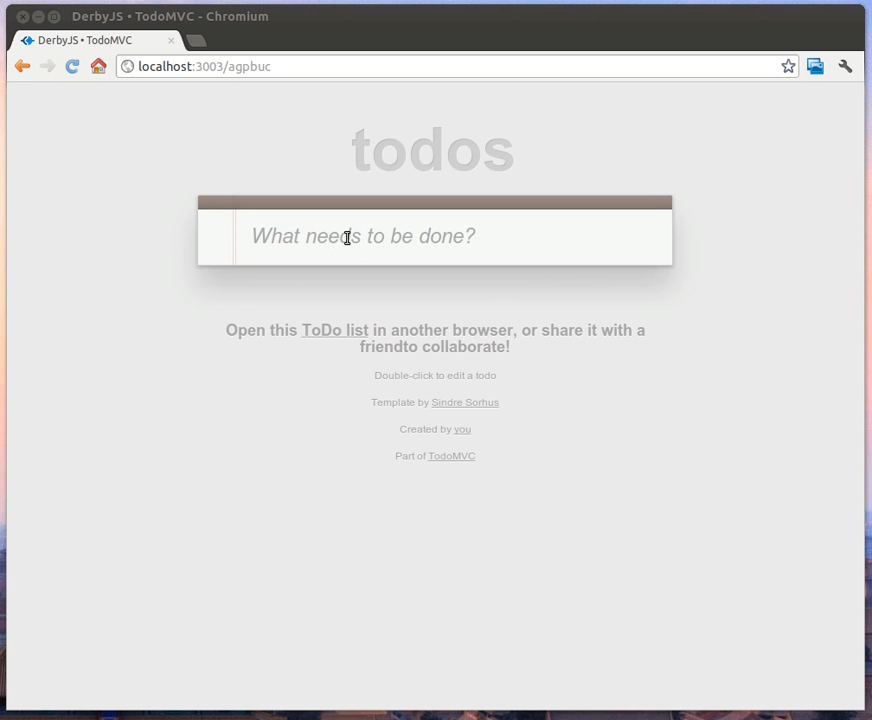 DerbyJS • TodoMVC - Chromium
DerbyJS • TodoMVC
localhost:3003/agpbuc
todos
What needs to be done?
Open this ToDo list in another browser, or share it with a
friendto collaborate!
Double-click to edit a todo
Template by Sindre Sorhus
Created by you
Part of TodoMVC